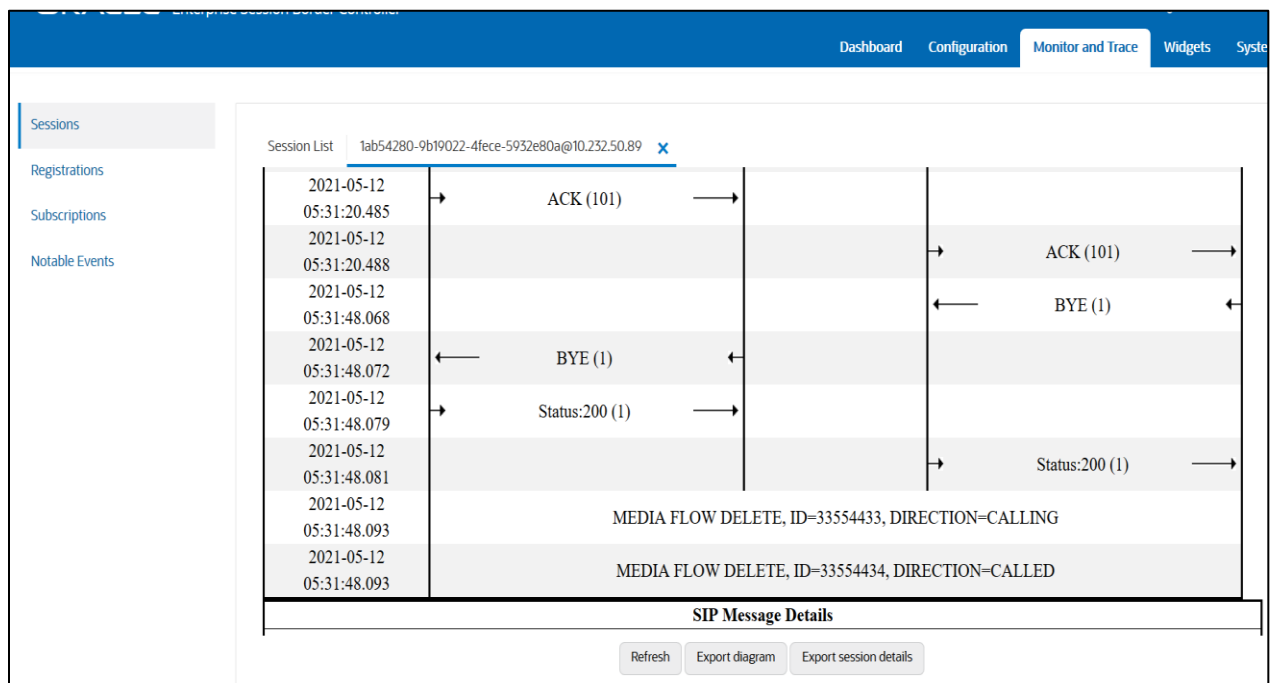 Enterprise Session Border Controller
Dashboard Configuration Monitor and Trace Widgets
Sessions
Registrations
Subscriptions
Notable Events
Session List 1ab54280-9b19022-4fece-5932e80a@10.232.50.89
2021-05-12
05:31:20.485
ACK (101)
2021-05-12
05:31:20.488
ACK (101)
2021-05-12
05:31:48.068
BYE (1)
2021-05-12
05:31:48.072
BYE (1)
2021-05-12
05:31:48.079
Status:200 (1)
2021-05-12
05:31:48.081
Status:200 (1)
2021-05-12
05:31:48.093
MEDIA FLOW DELETE, ID=33554433, DIRECTION=CALLING
2021-05-12
05:31:48.093
MEDIA FLOW DELETE, ID=33554434, DIRECTION=CALLED
SIP Message Details
Refresh Export diagram Export session details